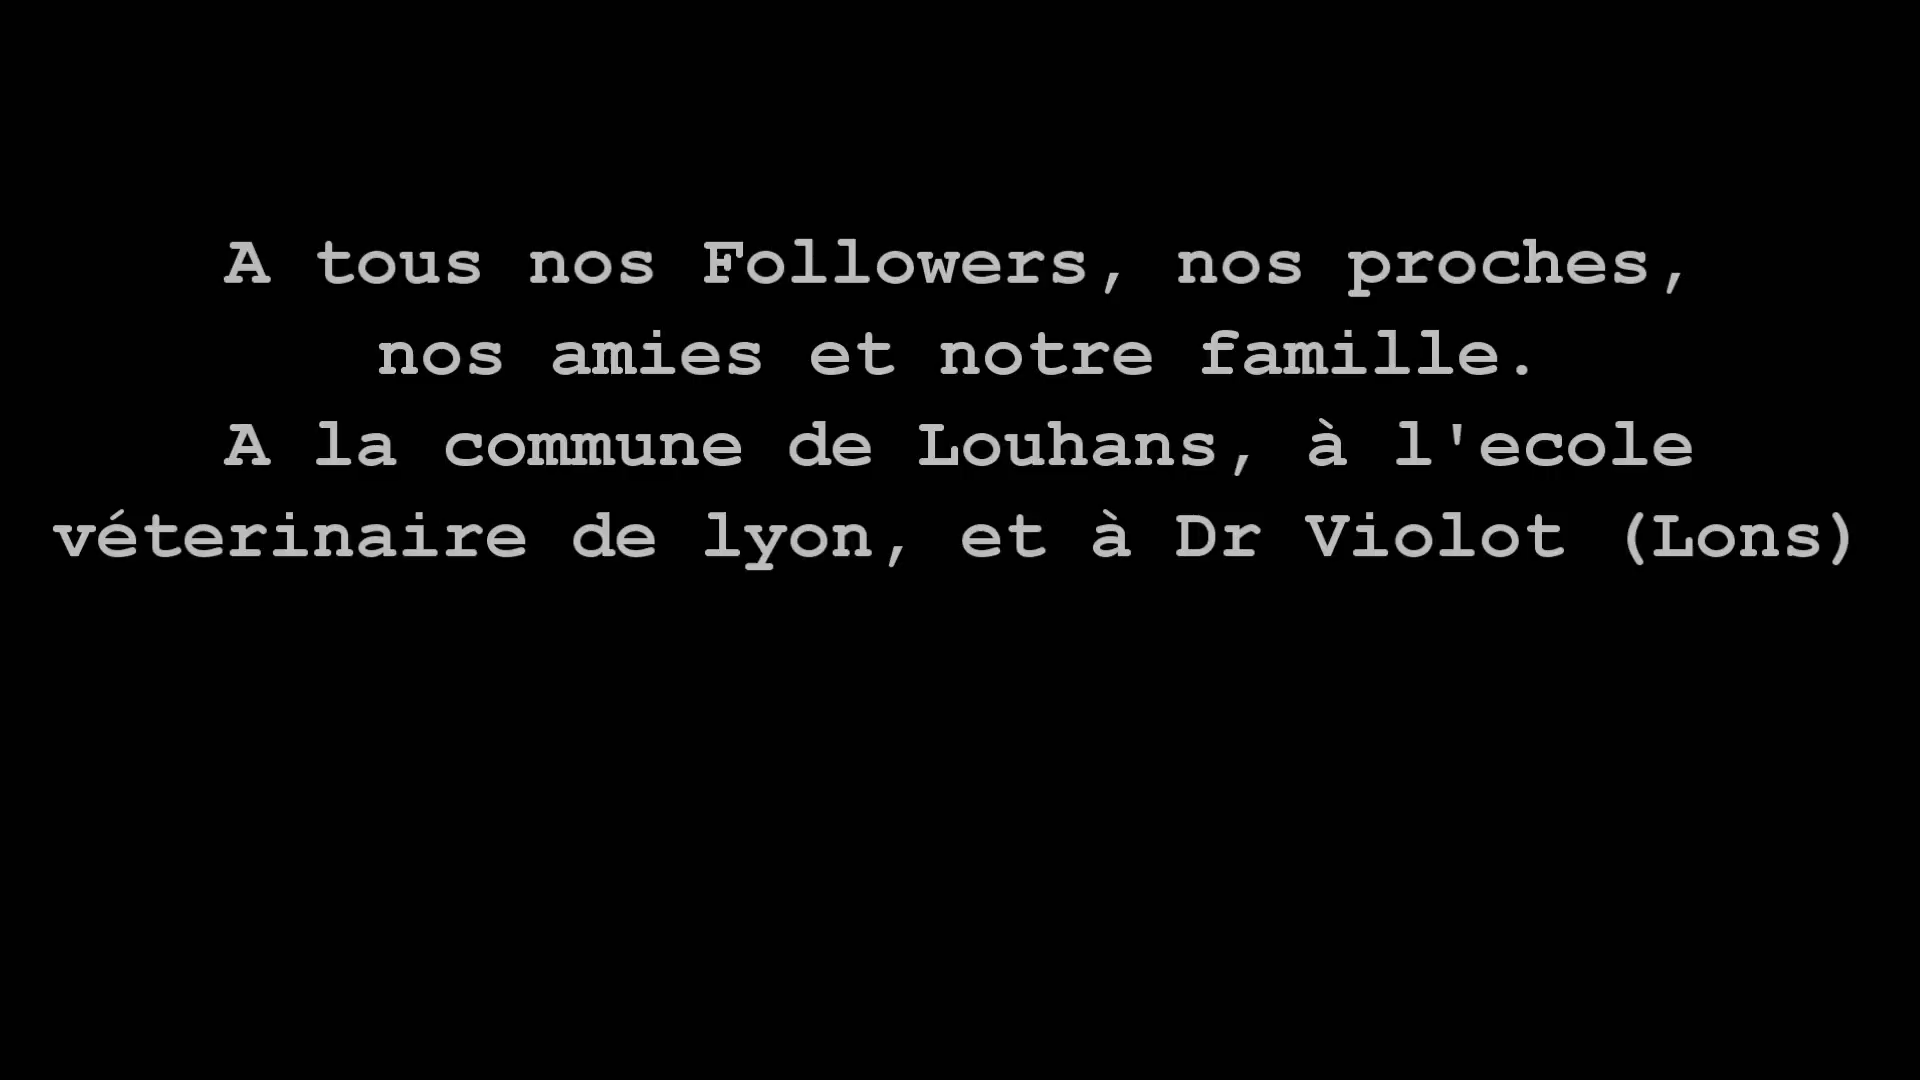 A tous nos Followers, nos proches,
nos amies et notre famille.
A la commune de Louhans, à l'ecole
véterinaire de lyon, et à Dr Violot (Lons)